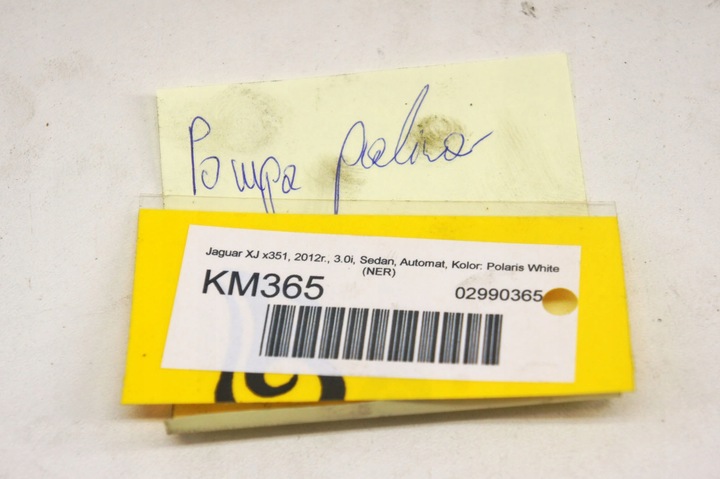 Pompa paliwa
Jaguar XJ x351, 2012r., 3.0i, Sedan, Automat, Kolor: Polaris White
(NER)
KM365
02990365